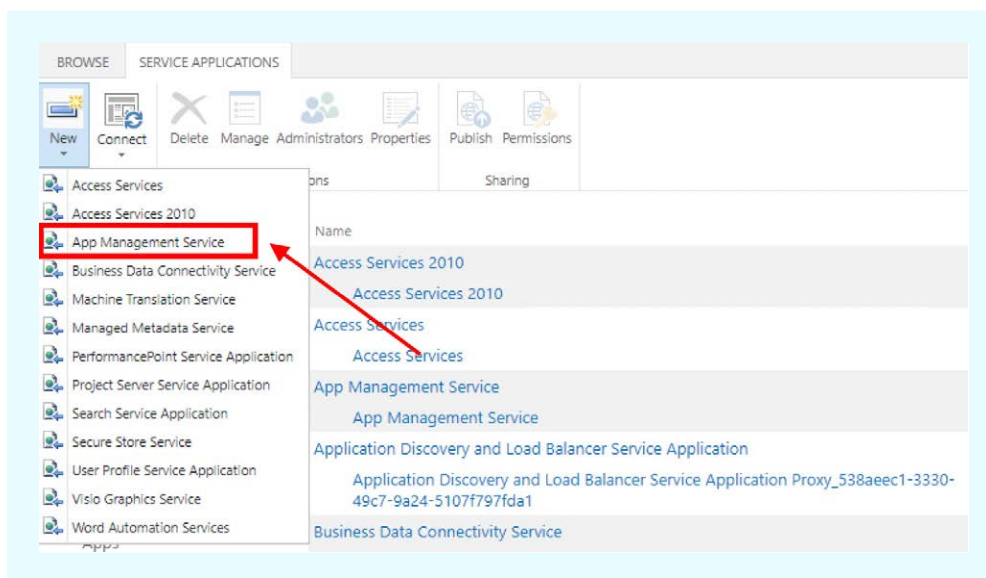 BROWSE SERVICE APPLICATIONS
New Connect Delete Manage Administrators Properties Publish Permissions
Sharing
Access Services
Access Services 2010
App Management Service
Business Data Connectivity Service
Machine Translation Service
Managed Metadata Service
PerformancePoint Service Application
Project Server Service Application
Search Service Application
Secure Store Service
User Profile Service Application
Visio Graphics Service
Word Automation Services
Name
Access Services 2010
Access Services 2010
Access Services
Access Services
App Management Service
App Management Service
Application Discovery and Load Balancer Service Application
Application Discovery and Load Balancer Service Application Proxy_538aeec1-3330-
49c7-9a24-5107f797fda1
Business Data Connectivity Service